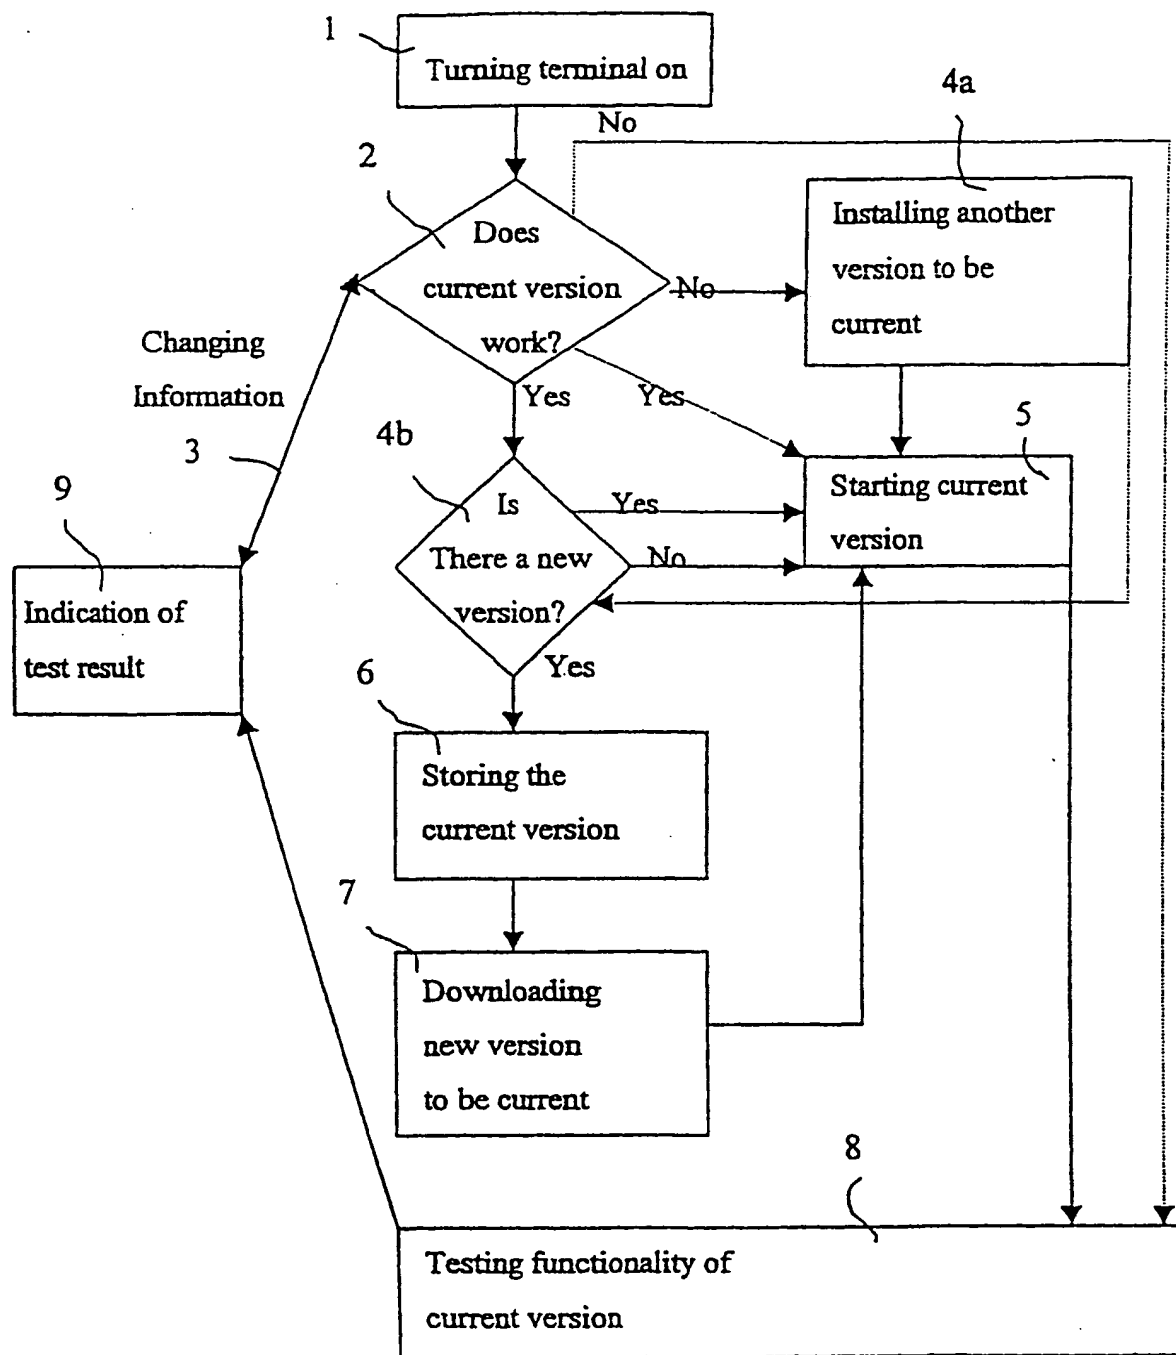 1
Turning terminal on
No
4a
2
Does
current version
work?
No
Installing another
version to be
current
Changing
Information
3
Yes
Yes
4b
5
Is
There a new
version?
Yes
No
Starting current
version
9
Indication of
test result
Yes
6
Storing the
current version
7
Downloading
new version
to be current
8
Testing functionality of
current version